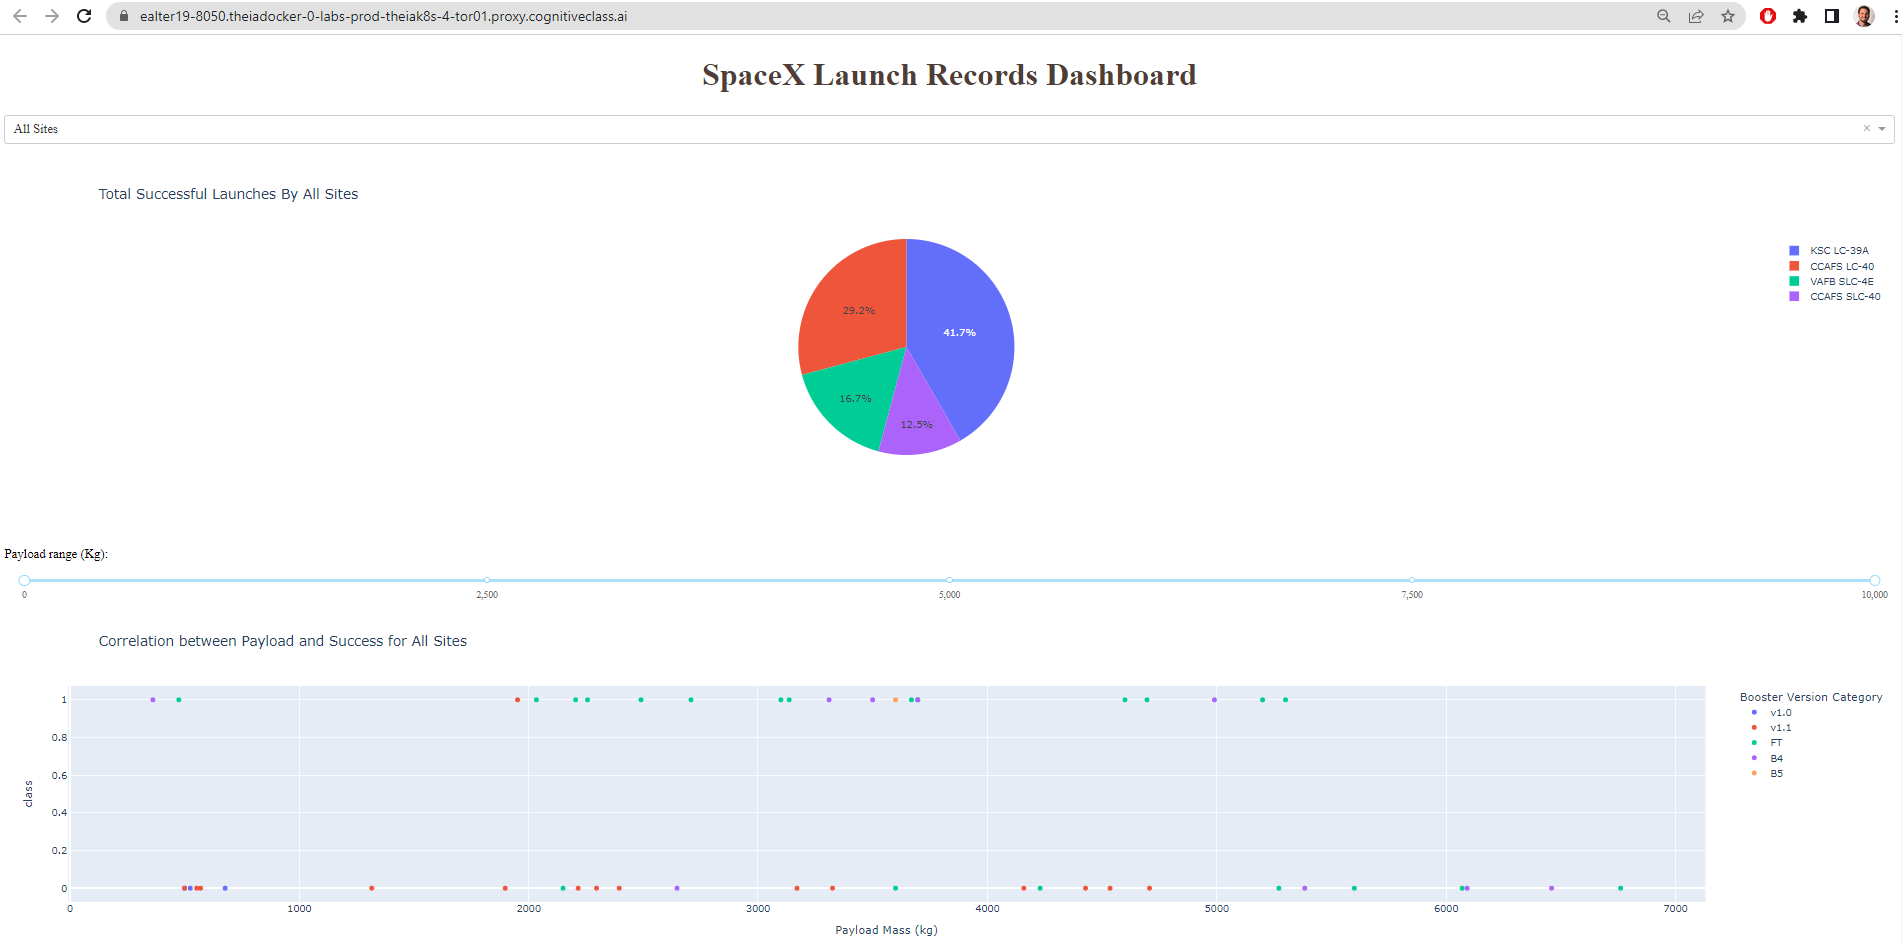 ealter19-8050.theiadocker-0-labs-prod-theiak8s-4-tor01.proxy.cognitiveclass.ai
SpaceX Launch Records Dashboard
All Sites
Total Successful Launches By All Sites
KSC LC-39A
CCAFS LC-40
VAFB SLC-4E
CCAFS SLC-40
29.2%
41.7%
16.7%
12.5%
Payload range (Kg):
0 2,500 5,000 7,500 10,000
Correlation between Payload and Success for All Sites
Booster Version Category
v1.0
v1.1
FT
B4
B5
1
0.8
0.6
0.4
0.2
0
class
0 1000 2000 3000 4000 5000 6000 7000
Payload Mass (kg)